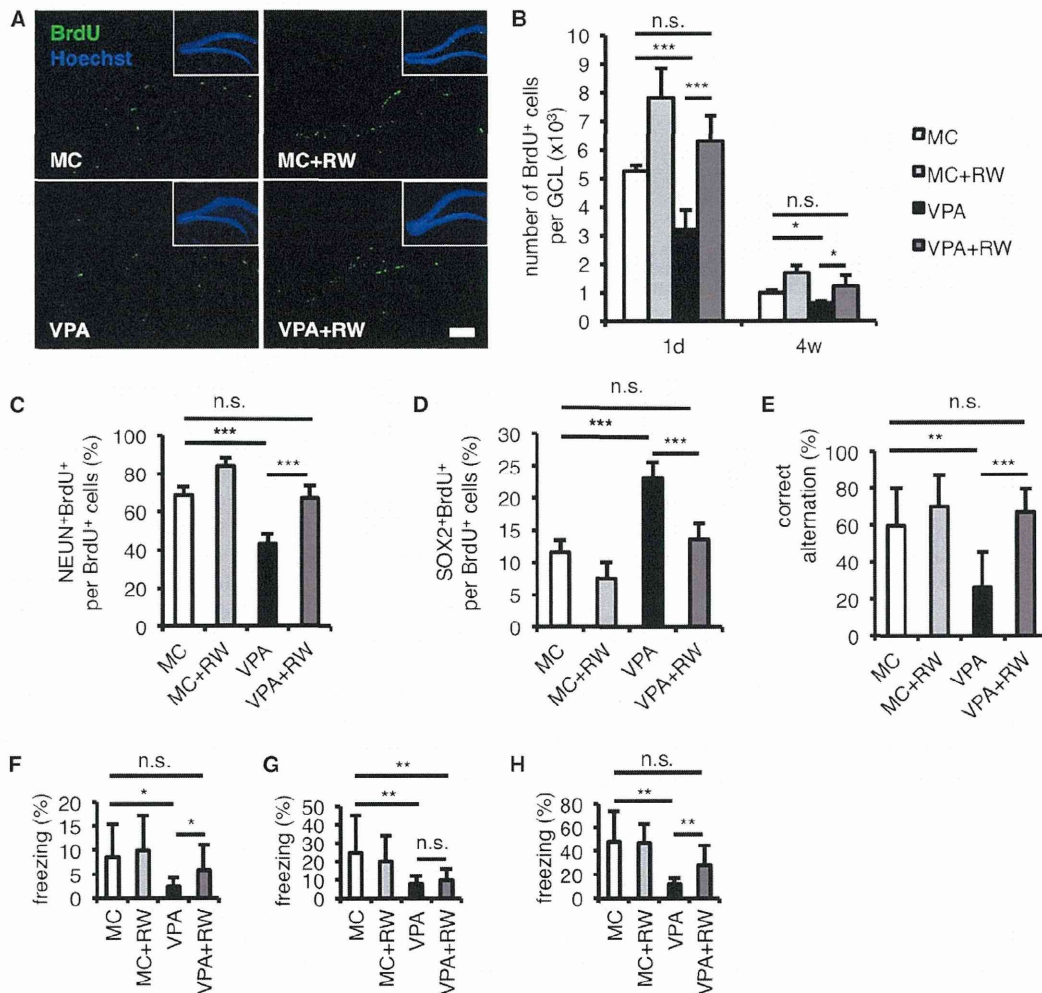 A
BrdU
Hoechst
MC
MC+RW
VPA
VPA+RW
B
n.s.
***
***
number of BrdU⁺ cells
per GCL (x10³)
10
9
8
7
6
5
4
3
2
1
0
n.s.
*
*
1d
4w
MC
MC+RW
VPA
VPA+RW
C
n.s.
***
***
NEUN⁺BrdU⁺
per BrdU⁺ cells (%)
100
80
60
40
20
0
MC
MC+RW
VPA
VPA+RW
D
n.s.
***
***
SOX2⁺BrdU⁺
per BrdU⁺ cells (%)
30
25
20
15
10
5
0
MC
MC+RW
VPA
VPA+RW
E
n.s.
**
***
correct
alternation (%)
100
80
60
40
20
0
MC
MC+RW
VPA
VPA+RW
F
n.s.
*
*
freezing (%)
20
15
10
5
0
MC
MC+RW
VPA
VPA+RW
G
**
**
n.s.
freezing (%)
50
40
30
20
10
0
MC
MC+RW
VPA
VPA+RW
H
n.s.
**
**
freezing (%)
80
60
40
20
0
MC
MC+RW
VPA
VPA+RW